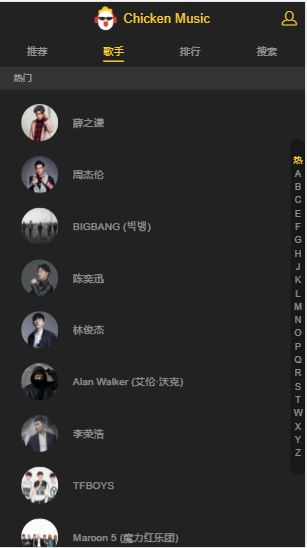 Chicken Music
推荐 歌手 排行 搜索
热门
薛之谦
周杰伦
BIGBANG (빅뱅)
陈奕迅
林俊杰
Alan Walker (艾伦·沃克)
李荣浩
TFBOYS
Maroon 5 (魔力红乐团)
热
A
B
C
E
F
G
H
J
K
L
M
N
O
P
Q
R
S
T
W
X
Y
Z